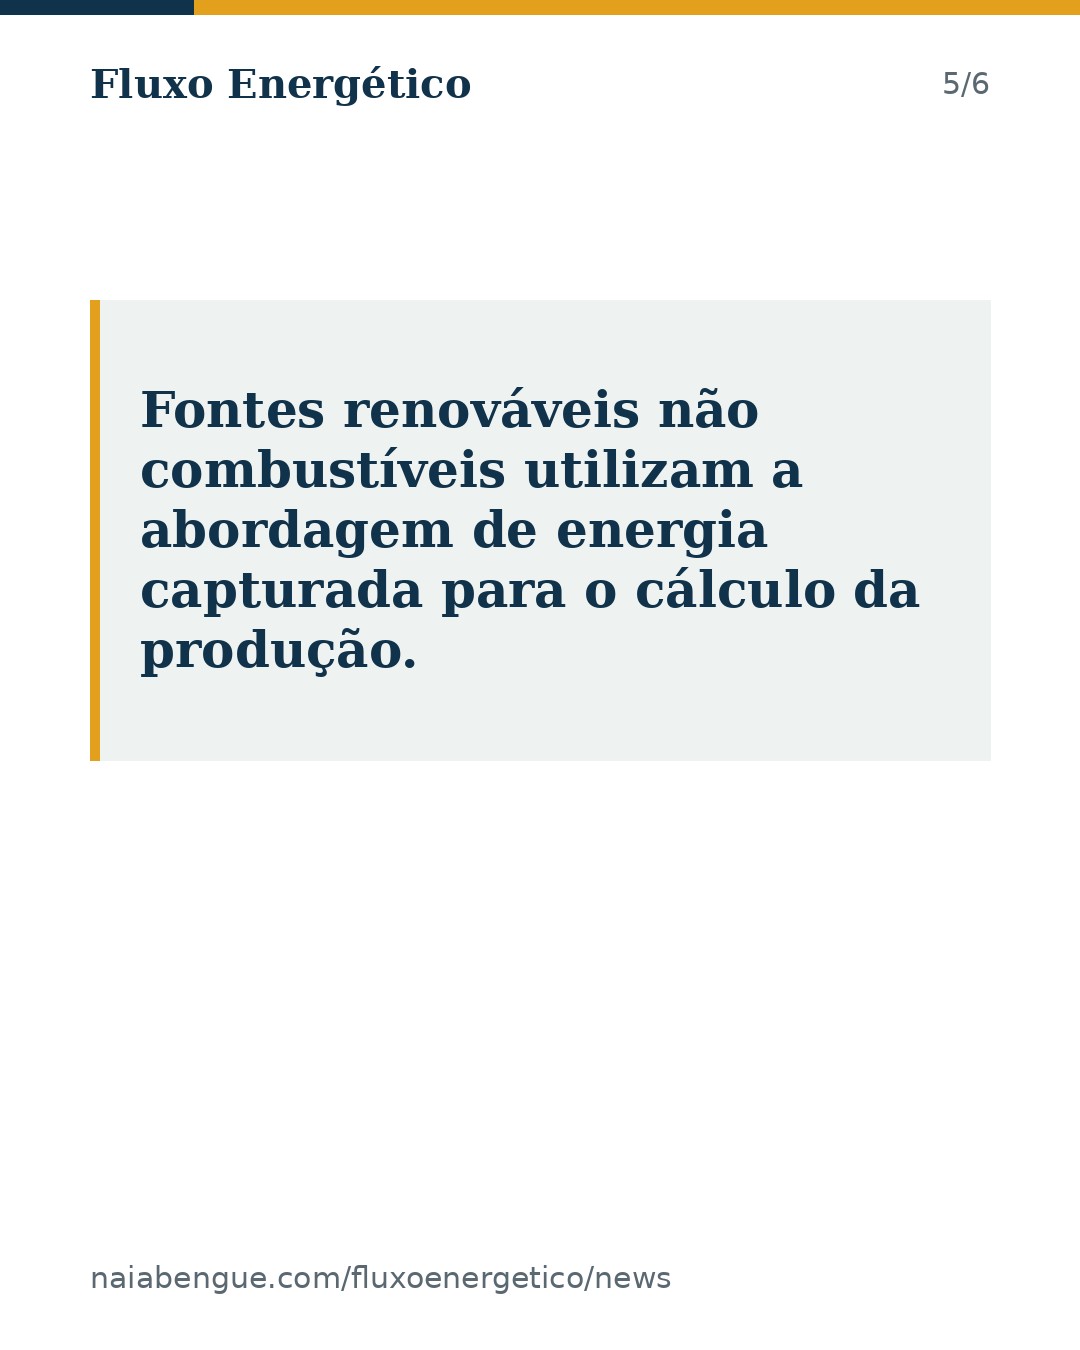 Fluxo Energético
5/6
Fontes renováveis não
combustíveis utilizam a
abordagem de energia
capturada para o cálculo da
produção.
naiabengue.com/fluxoenergetico/news